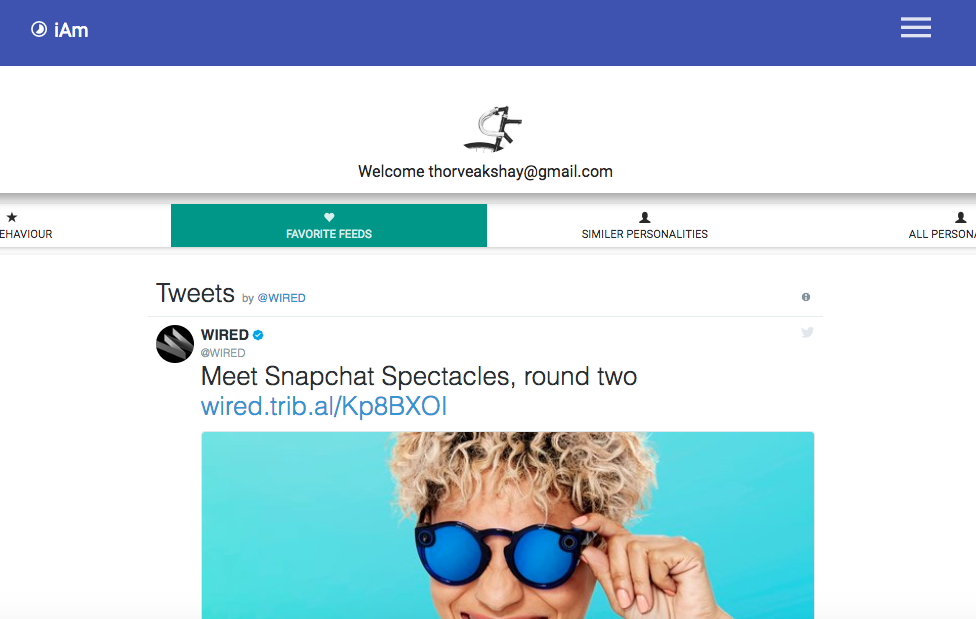 iAm
Welcome thorveakshay@gmail.com
EHAVIOUR
FAVORITE FEEDS
SIMILER PERSONALITIES
ALL PERSONA
Tweets by @WIRED
WIRED
@WIRED
Meet Snapchat Spectacles, round two
wired.trib.al/Kp8BXOl